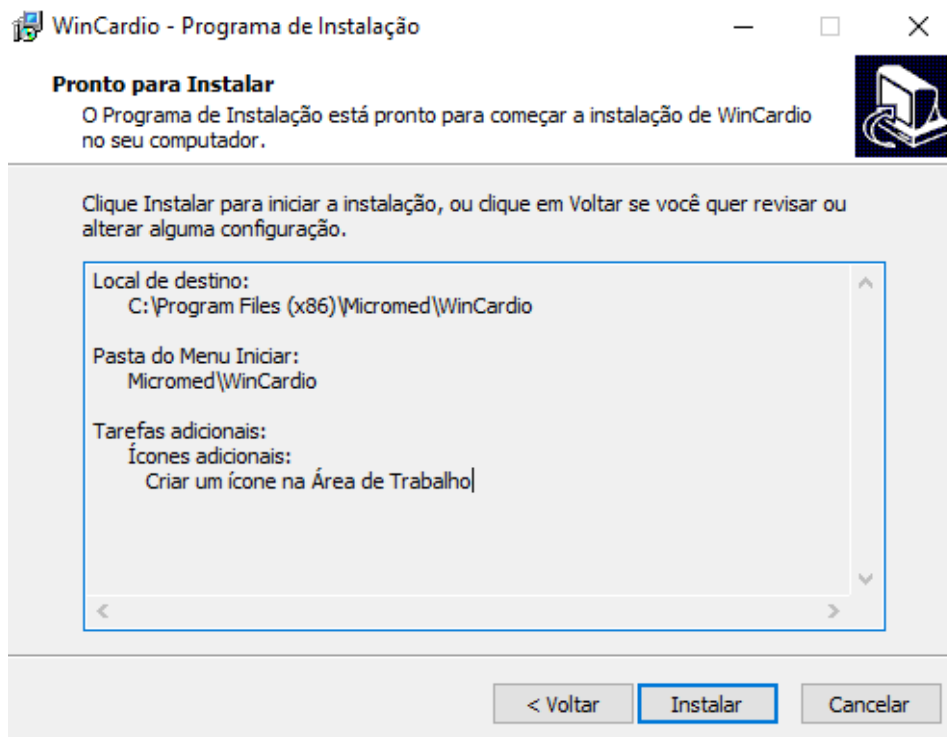 WinCardio - Programa de Instalação
Pronto para Instalar
O Programa de Instalação está pronto para começar a instalação de WinCardio
no seu computador.
Clique Instalar para iniciar a instalação, ou clique em Voltar se você quer revisar ou
alterar alguma configuração.
Local de destino:
C:\Program Files (x86)\Micromed\WinCardio
Pasta do Menu Iniciar:
Micromed\WinCardio
Tarefas adicionais:
Ícones adicionais:
Criar um ícone na Área de Trabalho
< Voltar
Instalar
Cancelar